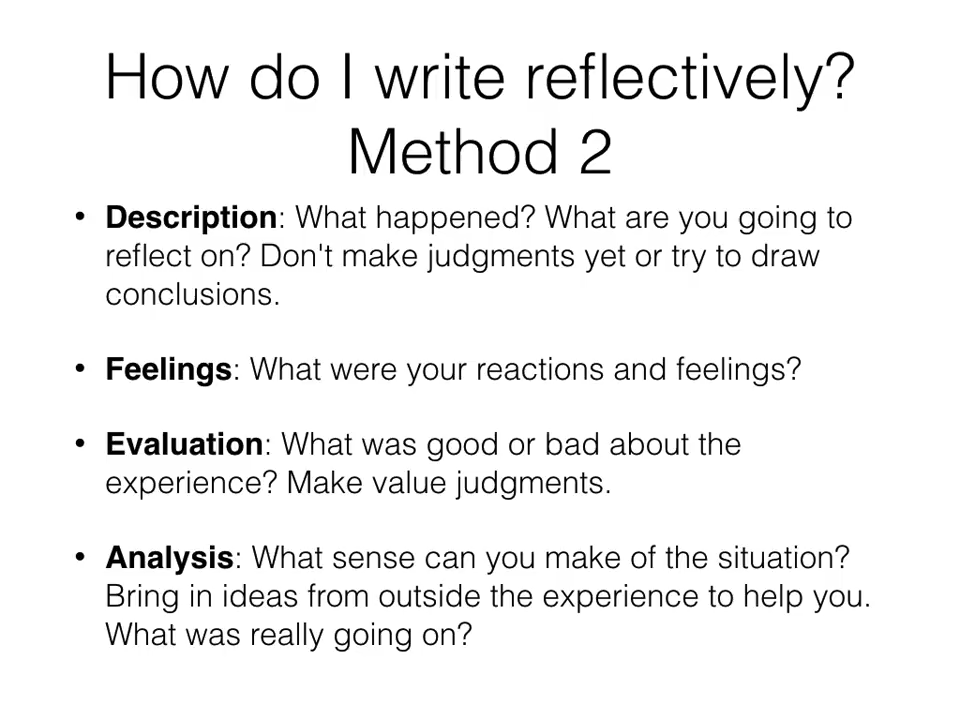 How do I write reflectively?
Method 2
• Description: What happened? What are you going to
reflect on? Don't make judgments yet or try to draw
conclusions.
• Feelings: What were your reactions and feelings?
• Evaluation: What was good or bad about the
experience? Make value judgments.
• Analysis: What sense can you make of the situation?
Bring in ideas from outside the experience to help you.
What was really going on?